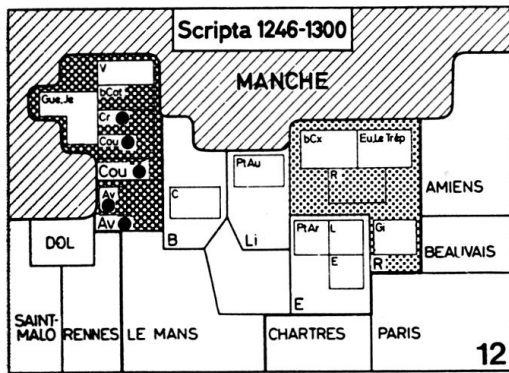 Scripta 1246-1300
MANCHE
V
bCot
Gue,Je
Cr
Cou
Cou
Av
Av
C
B
PtAu
Li
bCx
Eu,Le Trép
R
PtAr
L
E
E
Gi
R
AMIENS
BEAUVAIS
DOL
SAINT-
MALO
RENNES
LE MANS
CHARTRES
PARIS
12